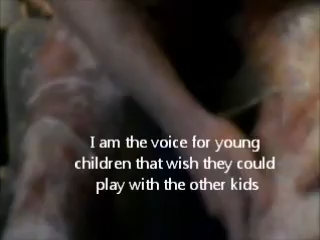 I am the voice for young
children that wish they could
play with the other kids